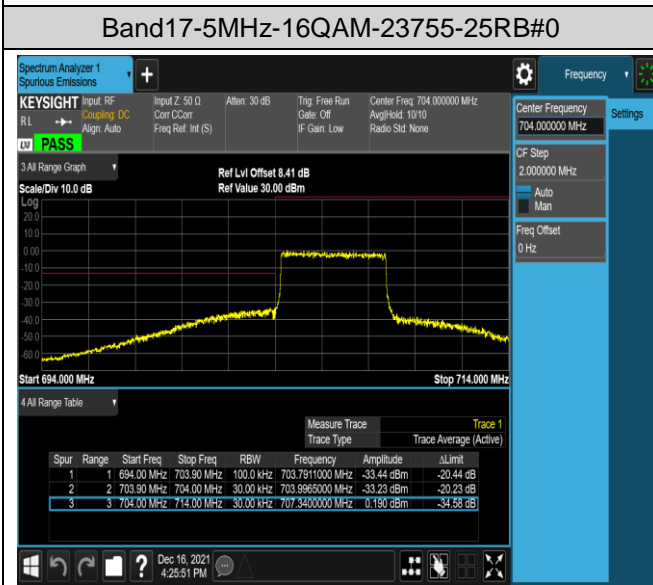 Band17-5MHz-16QAM-23755-25RB#0
Spectrum Analyzer 1
Spurious Emissions
+
Frequency
KEYSIGHT
RL
LXI PASS
Input: RF
Coupling: DC
Align: Auto
Input Z: 50 Ω
Corr CCorr
Freq Ref: Int (S)
Atten: 30 dB
Trig: Free Run
Gate: Off
IF Gain: Low
Center Freq: 704.000000 MHz
Avg|Hold: 10/10
Radio Std: None
Center Frequency
704.000000 MHz
Settings
CF Step
2.000000 MHz
Auto
Man
Freq Offset
0 Hz
3 All Range Graph
Scale/Div 10.0 dB
Ref Lvl Offset 8.41 dB
Ref Value 30.00 dBm
Log
20.0
10.0
0.00
-10.0
-20.0
-30.0
-40.0
-50.0
-60.0
Start 694.000 MHz
Stop 714.000 MHz
4 All Range Table
Measure Trace Trace 1
Trace Type Trace Average (Active)
Spur Range Start Freq Stop Freq RBW Frequency Amplitude ΔLimit
1 1 694.00 MHz 703.90 MHz 100.0 kHz 703.7911000 MHz -33.44 dBm -20.44 dB
2 2 703.90 MHz 704.00 MHz 30.00 kHz 703.9965000 MHz -33.23 dBm -20.23 dB
3 3 704.00 MHz 714.00 MHz 30.00 kHz 707.3400000 MHz 0.190 dBm -34.58 dB
?
Dec 16, 2021
4:25:51 PM